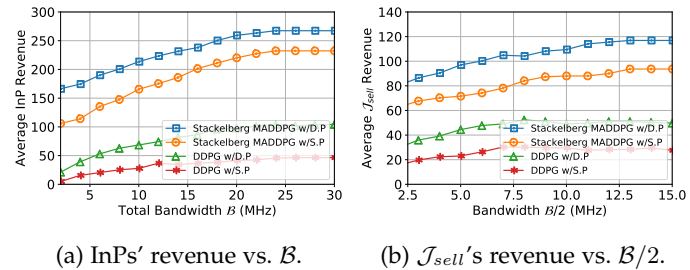 300
250
200
150
100
50
0
Average InP Revenue
Stackelberg MADDPG w/D.P
Stackelberg MADDPG w/S.P
DDPG w/D.P
DDPG w/S.P
5 10 15 20 25 30
Total Bandwidth ℬ (MHz)
(a) InPs' revenue vs. ℬ.
140
120
100
80
60
40
20
0
Average 𝒥sell Revenue
Stackelberg MADDPG w/D.P
Stackelberg MADDPG w/S.P
DDPG w/D.P
DDPG w/S.P
2.5 5.0 7.5 10.0 12.5 15.0
Bandwidth ℬ/2 (MHz)
(b) 𝒥sell's revenue vs. ℬ/2.